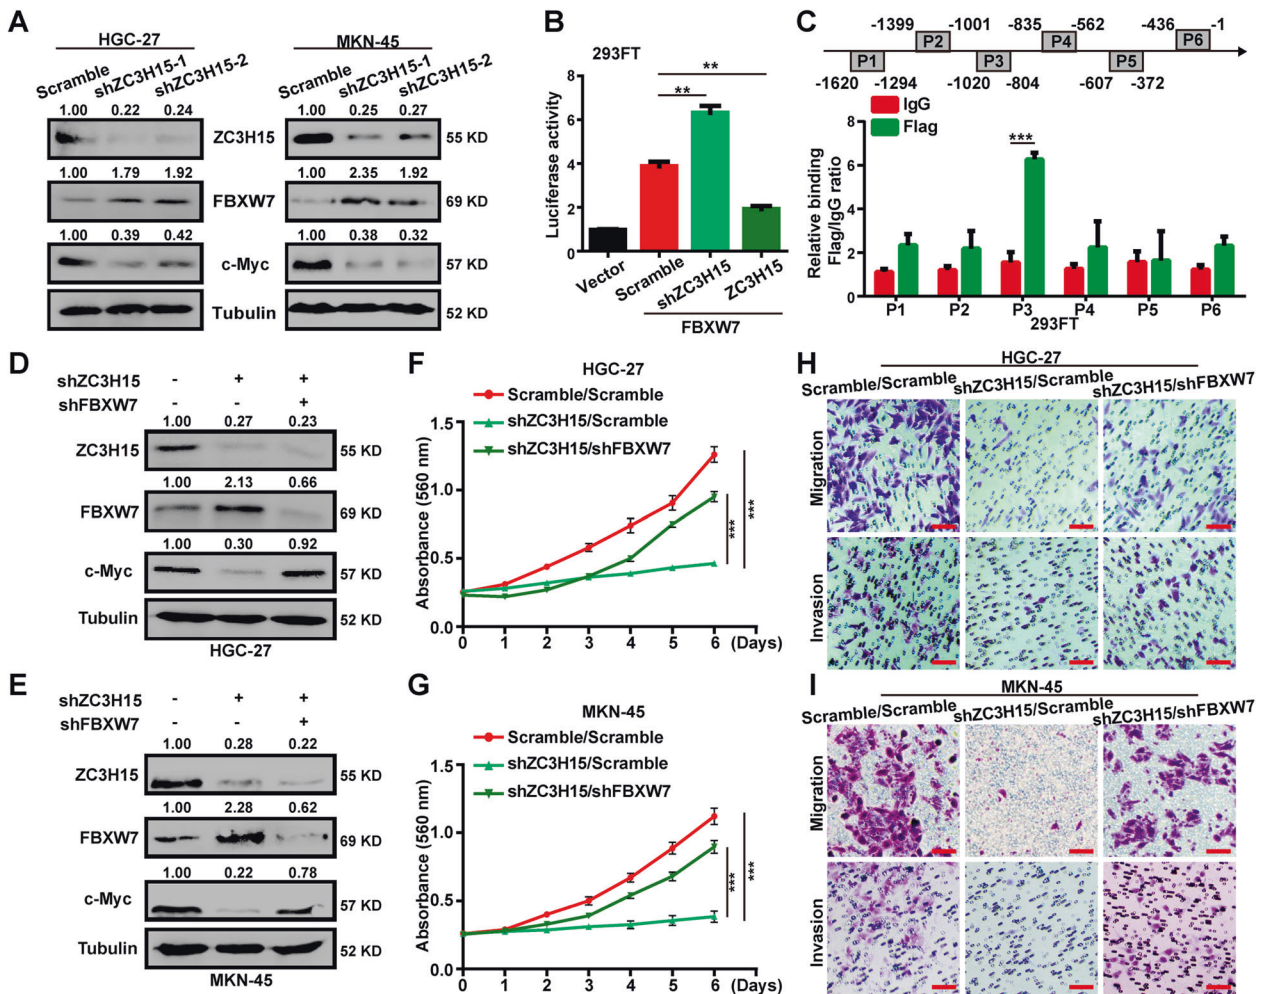 A
HGC-27
MKN-45
Scramble shZC3H15-1 shZC3H15-2
Scramble shZC3H15-1 shZC3H15-2
1.00 0.22 0.24
1.00 0.25 0.27
ZC3H15
55 KD
1.00 1.79 1.92
1.00 2.35 1.92
FBXW7
69 KD
1.00 0.39 0.42
1.00 0.38 0.32
c-Myc
57 KD
Tubulin
52 KD
B
293FT
Luciferase activity
8
6
4
2
0
**
**
Vector Scramble shZC3H15 ZC3H15
FBXW7
C
-1399 -1001 -835 -562 -436 -1
P2 P4 P6
P1 P3 P5
-1620 -1294 -1020 -804 -607 -372
IgG
Flag
Relative binding
Flag/IgG ratio
8
6
4
2
0
***
P1 P2 P3 P4 P5 P6
293FT
D
shZC3H15 - + +
shFBXW7 - - +
1.00 0.27 0.23
ZC3H15 55 KD
1.00 2.13 0.66
FBXW7 69 KD
1.00 0.30 0.92
c-Myc 57 KD
Tubulin 52 KD
HGC-27
E
shZC3H15 - + +
shFBXW7 - - +
1.00 0.28 0.22
ZC3H15 55 KD
1.00 2.28 0.62
FBXW7 69 KD
1.00 0.22 0.78
c-Myc 57 KD
Tubulin 52 KD
MKN-45
F
HGC-27
Scramble/Scramble
shZC3H15/Scramble
shZC3H15/shFBXW7
Absorbance (560 nm)
1.5
1.0
0.5
0.0
***
***
0 1 2 3 4 5 6 (Days)
G
MKN-45
Scramble/Scramble
shZC3H15/Scramble
shZC3H15/shFBXW7
Absorbance (560 nm)
1.5
1.0
0.5
0.0
***
***
0 1 2 3 4 5 6 (Days)
H
HGC-27
Scramble/Scramble shZC3H15/Scramble shZC3H15/shFBXW7
Migration
Invasion
I
MKN-45
Scramble/Scramble shZC3H15/Scramble shZC3H15/shFBXW7
Migration
Invasion